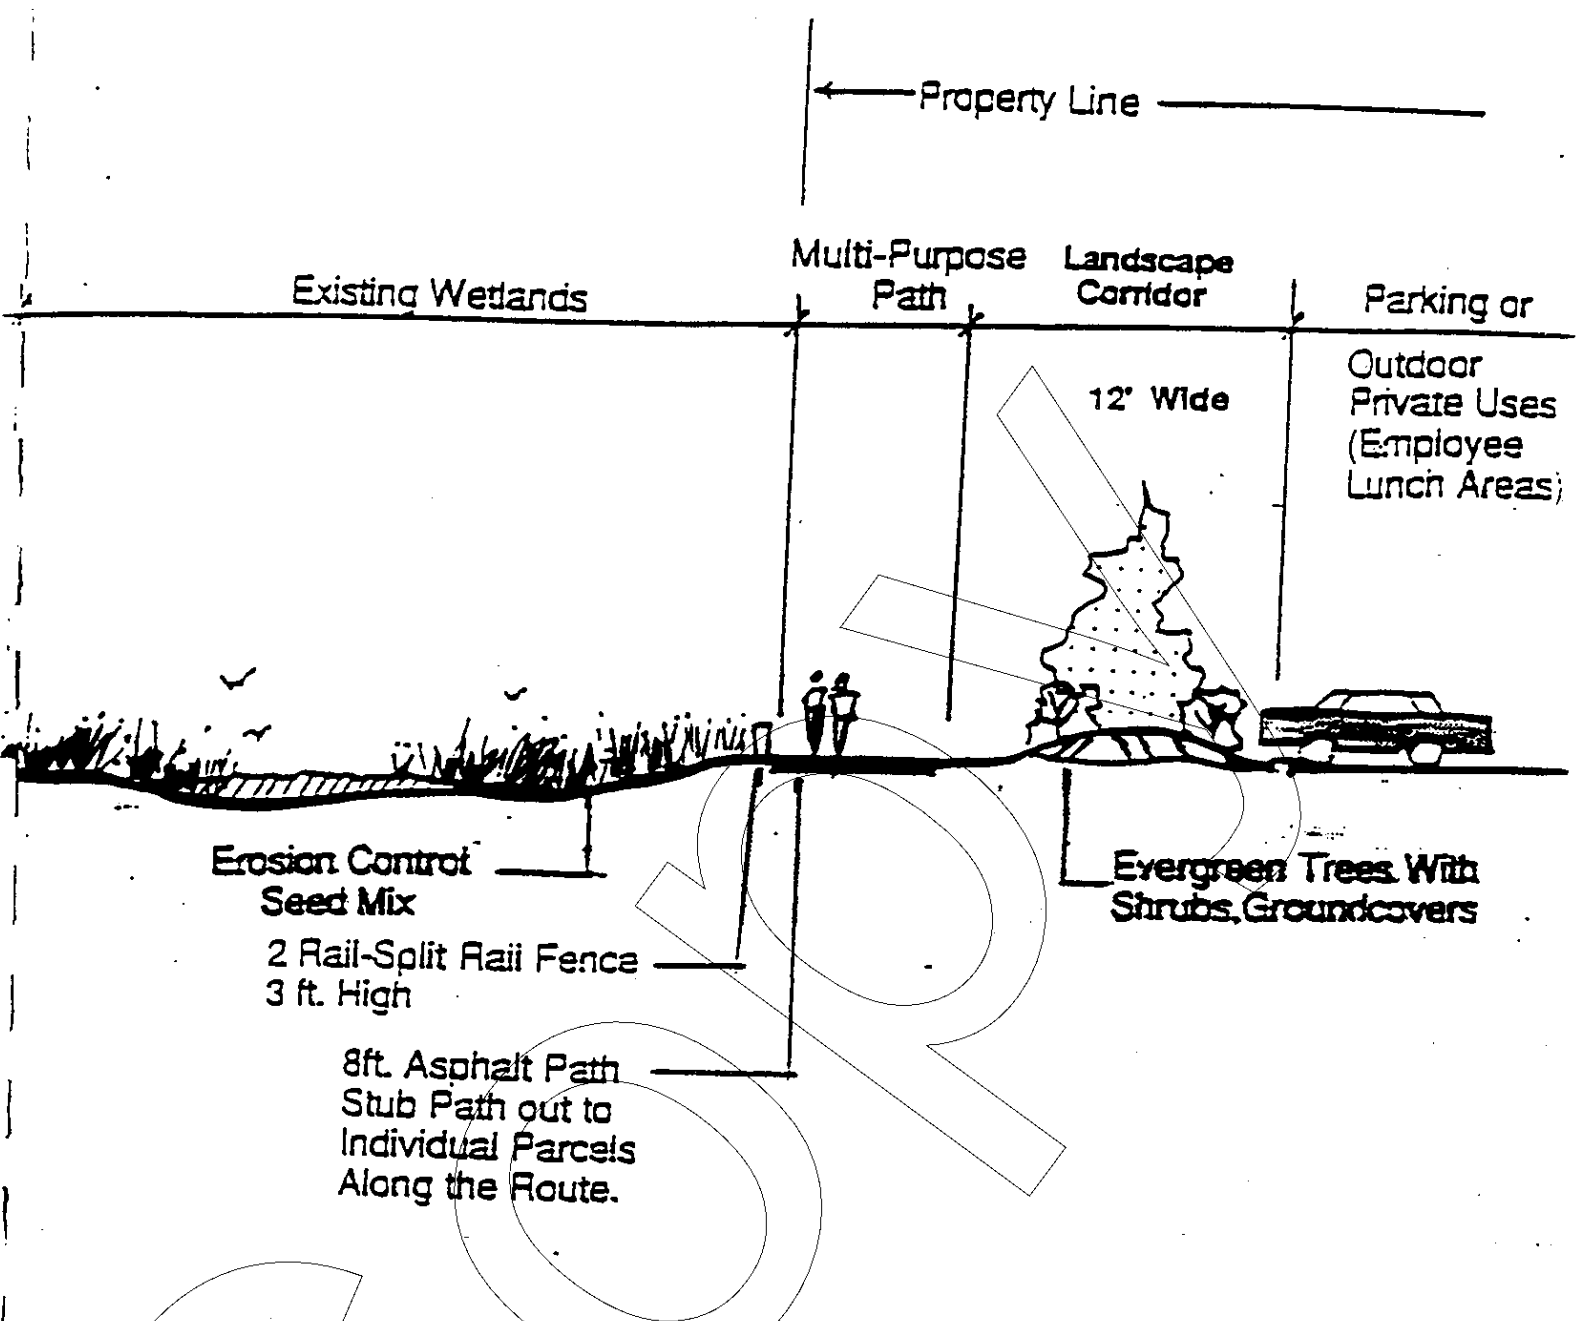 Property Line
Existing Wetlands
Multi-Purpose
Path
Landscape
Corridor
Parking or
Outdoor
Private Uses
(Employee
Lunch Areas)
12' Wide
Erosion Control
Seed Mix
2 Rail-Split Rail Fence
3 ft. High
8ft. Asphalt Path
Stub Path out to
Individual Parcels
Along the Route.
Evergreen Trees With
Shrubs, Groundcovers